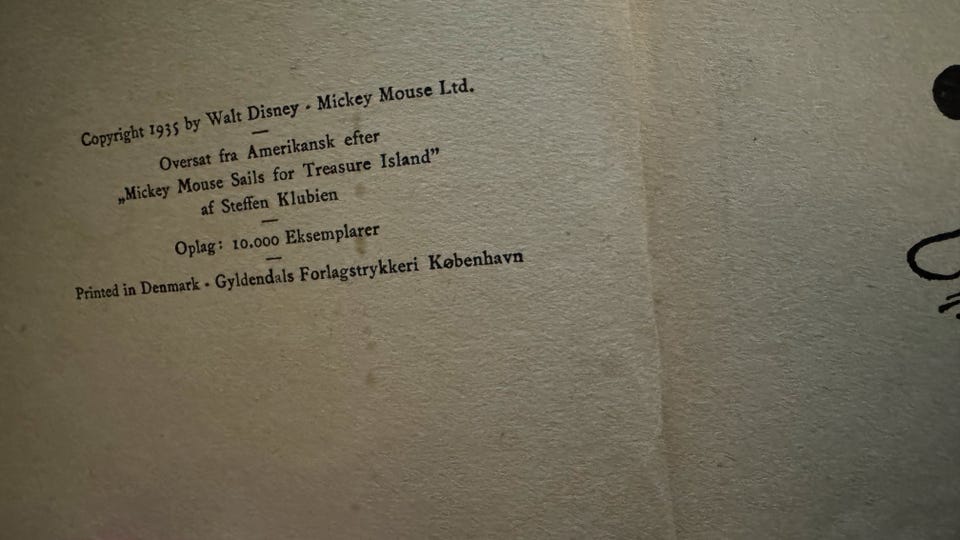 Copyright 1935 by Walt Disney - Mickey Mouse Ltd.
Oversat fra Amerikansk efter
„Mickey Mouse Sails for Treasure Island”
af Steffen Klubien
Oplag: 10.000 Eksemplarer
Printed in Denmark - Gyldendals Forlagstrykkeri København